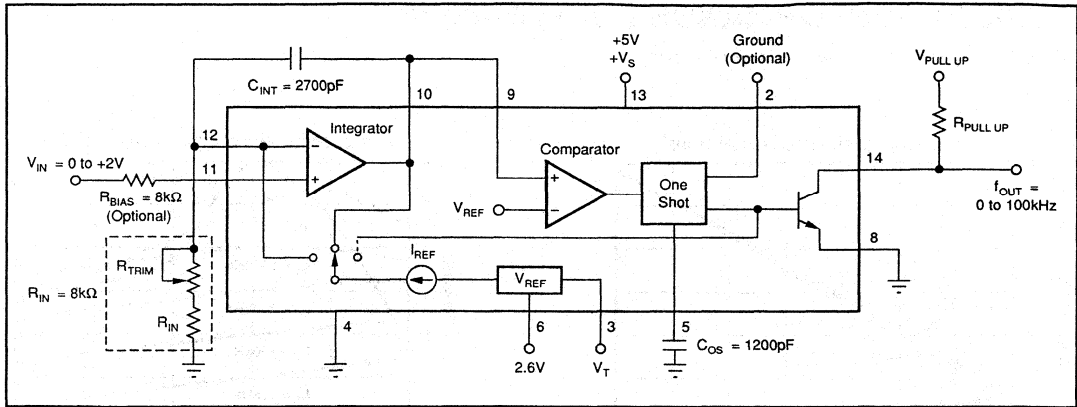 +5V
+V_S
Ground
(Optional)
V_PULL UP
C_INT = 2700pF
10
9
13
2
R_PULL UP
12
Integrator
−
+
V_IN = 0 to +2V
11
R_BIAS = 8kΩ
(Optional)
Comparator
+
−
V_REF
One
Shot
14
f_OUT =
0 to 100kHz
8
R_TRIM
R_IN = 8kΩ
R_IN
I_REF
V_REF
4
6
3
5
2.6V
V_T
C_OS = 1200pF